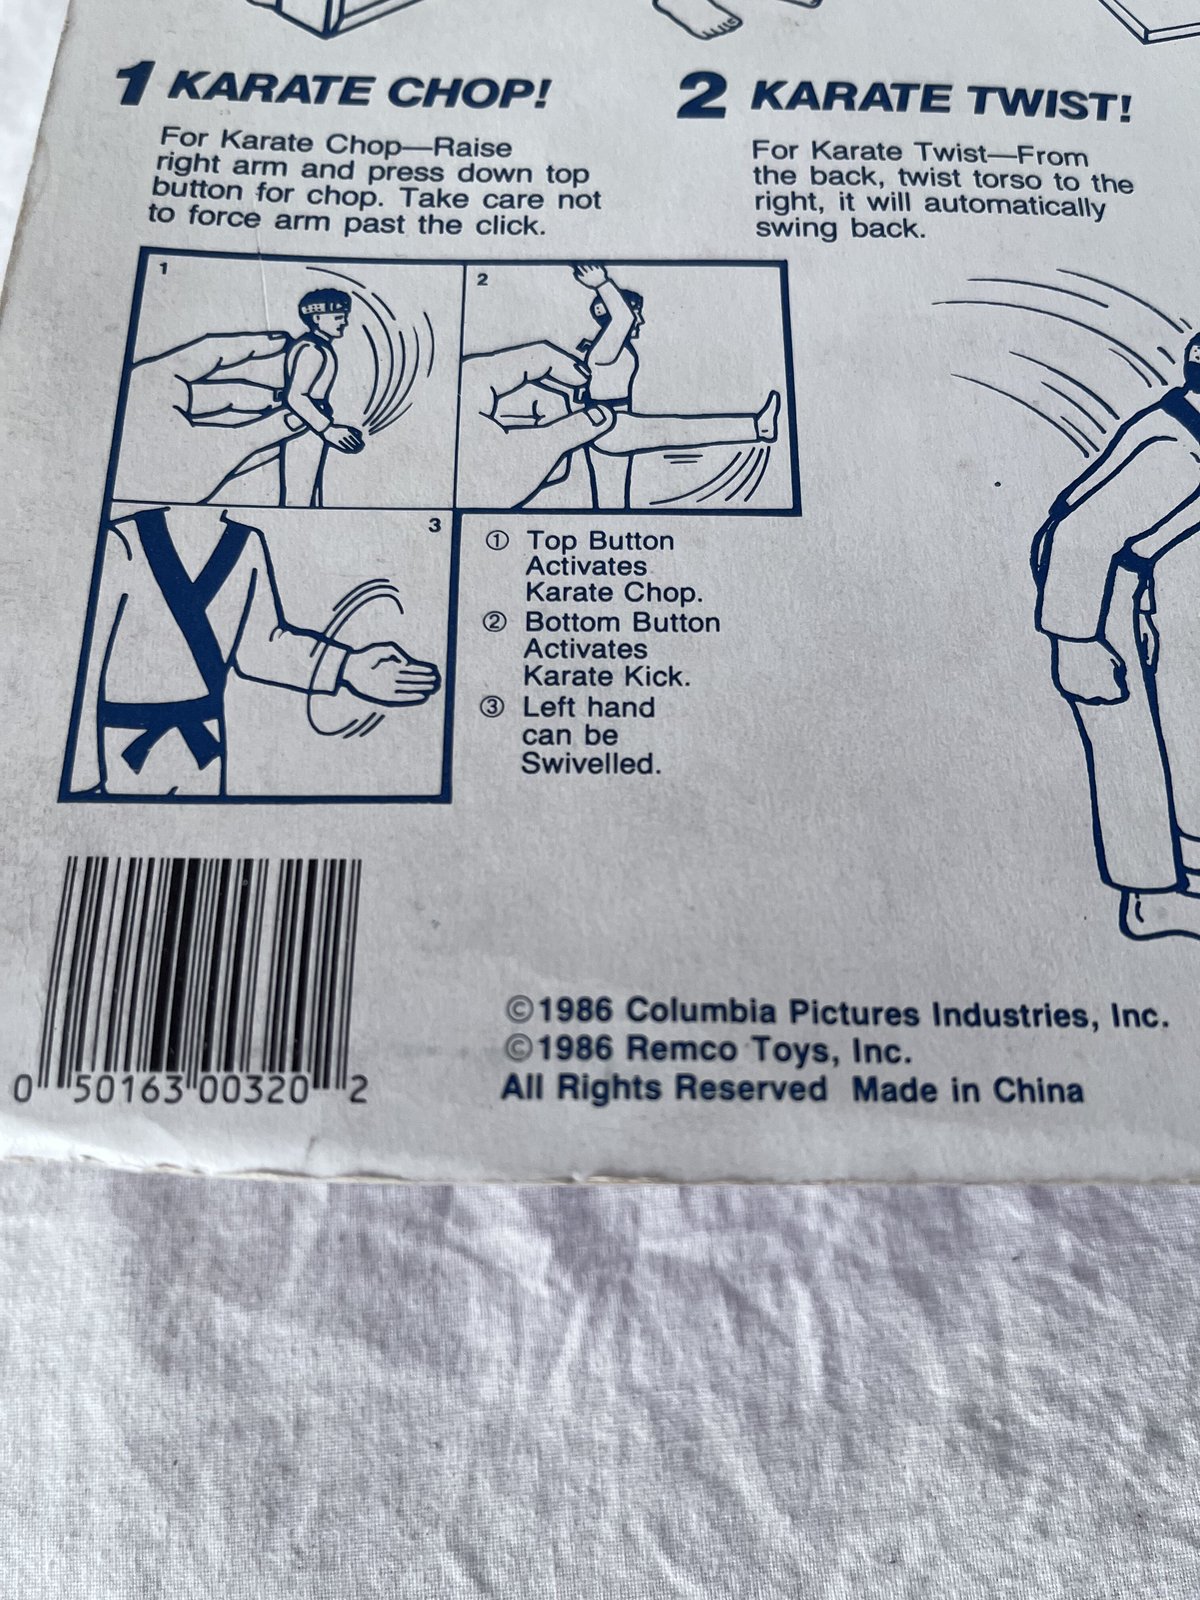 1 KARATE CHOP!
For Karate Chop—Raise
right arm and press down top
button for chop. Take care not
to force arm past the click.
2 KARATE TWIST!
For Karate Twist—From
the back, twist torso to the
right, it will automatically
swing back.
1
2
3
① Top Button
Activates
Karate Chop.
② Bottom Button
Activates
Karate Kick.
③ Left hand
can be
Swivelled.
0 50163 00320 2
©1986 Columbia Pictures Industries, Inc.
©1986 Remco Toys, Inc.
All Rights Reserved Made in China